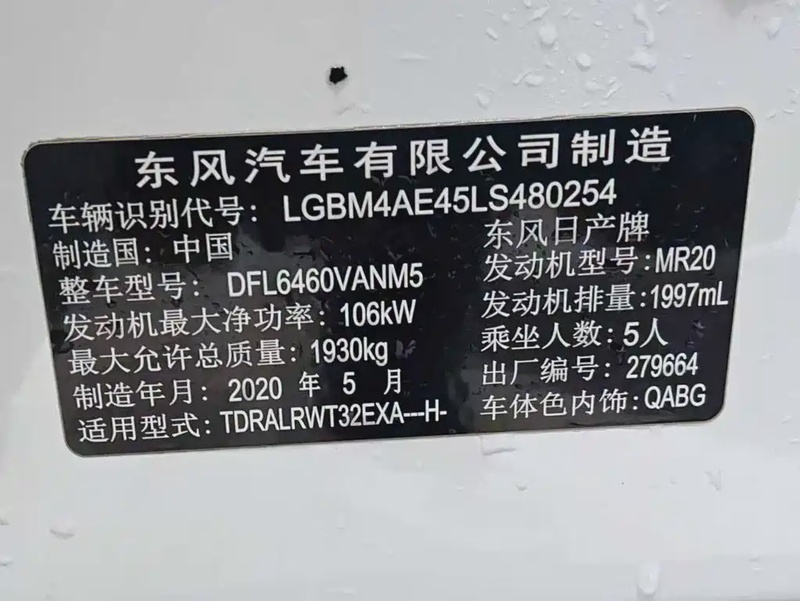 东风汽车有限公司制造
车辆识别代号: LGBM4AE45LS480254
制造国: 中国 东风日产牌
整车型号: DFL6460VANM5 发动机型号: MR20
发动机最大净功率: 106kW 发动机排量: 1997mL
最大允许总质量: 1930kg 乘坐人数: 5人
制造年月: 2020 年 5 月 出厂编号: 279664
适用型式: TDRALRWT32EXA---H- 车体色内饰: QABG